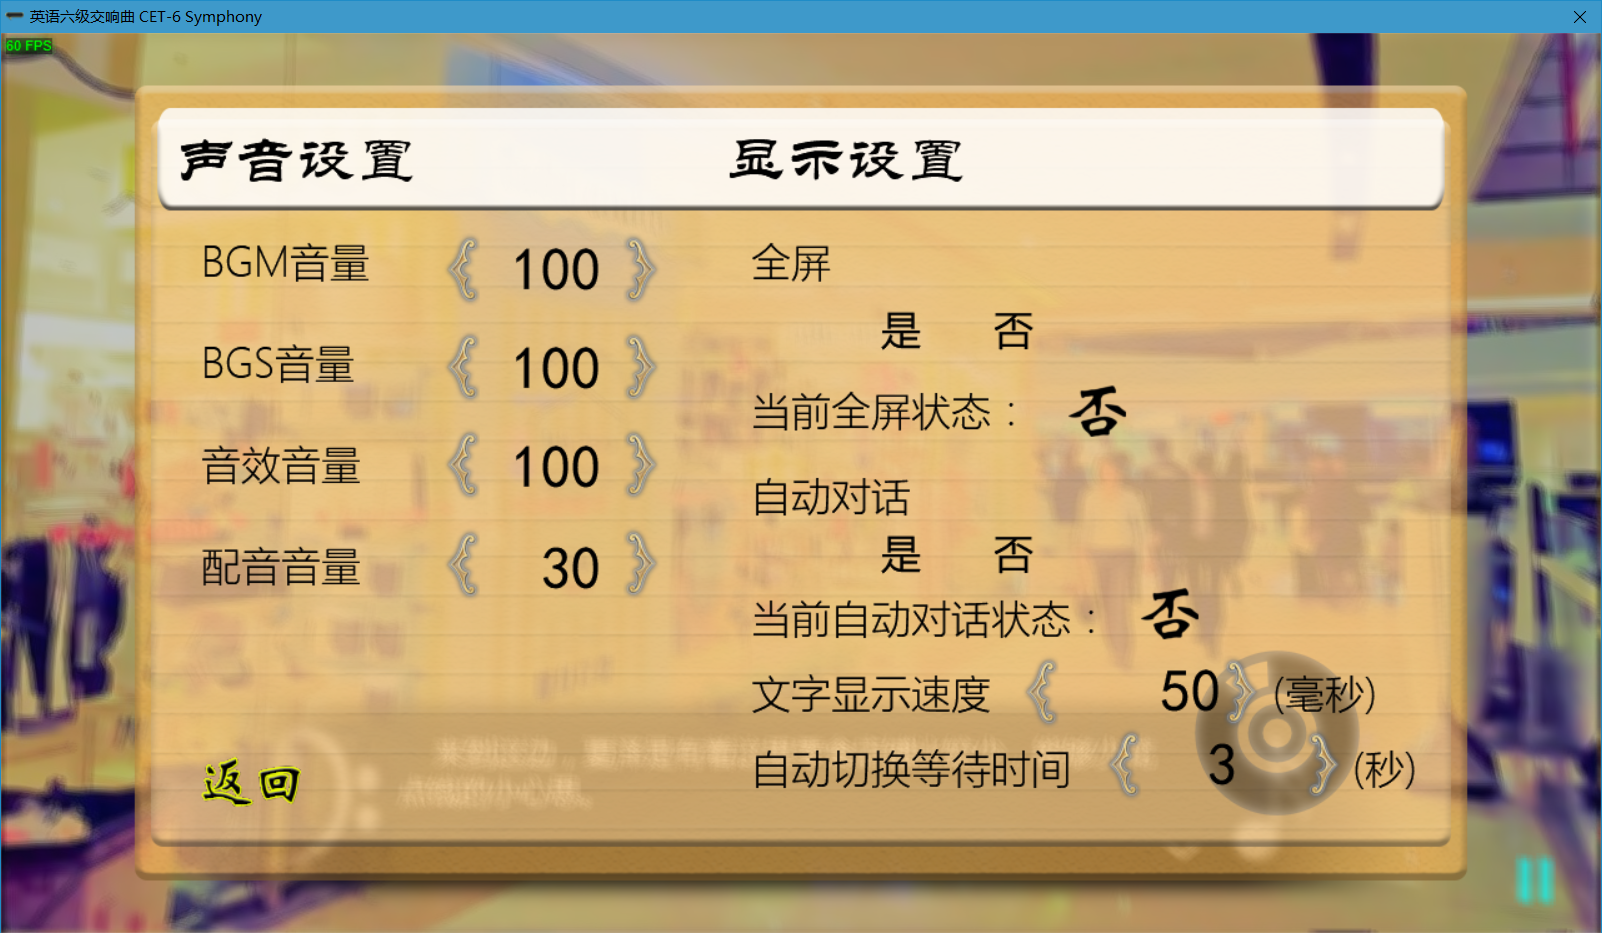 英语六级交响曲 CET-6 Symphony
60 FPS
声音设置
显示设置
BGM音量 100
BGS音量 100
音效音量 100
配音音量 30
返回
全屏
是 否
当前全屏状态： 否
自动对话
是 否
当前自动对话状态： 否
文字显示速度 50 (毫秒)
自动切换等待时间 3 (秒)